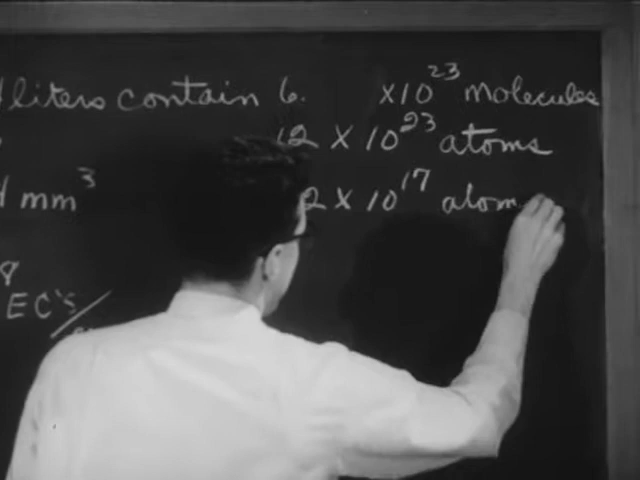 liters contain 6. x10²³ molecules
12 X 10²³ atoms
mm³ 2 X 10¹⁷ atom
8
EC's/